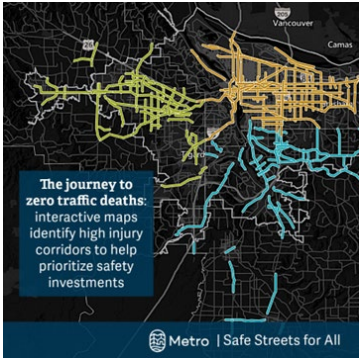 Vancouver
Camas
26
The journey to
zero traffic deaths:
interactive maps
identify high injury
corridors to help
prioritize safety
investments
Metro | Safe Streets for All